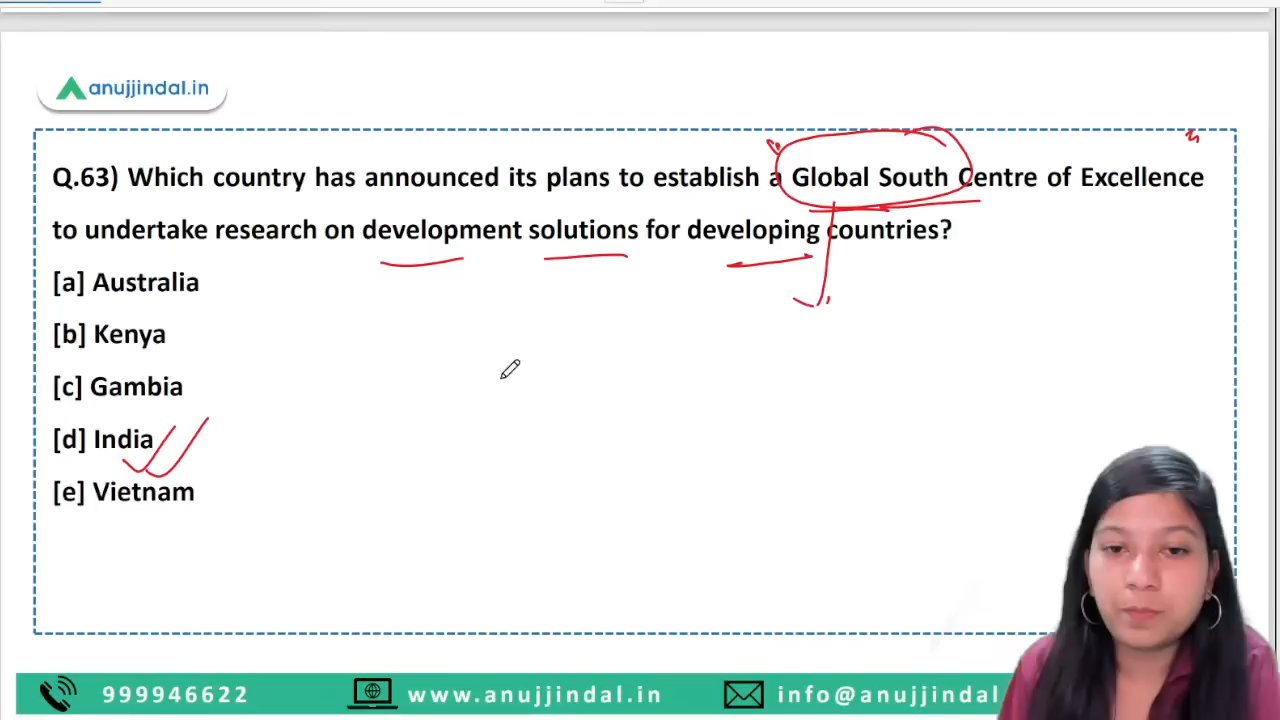 anujjindal.in
Q.63) Which country has announced its plans to establish a Global South Centre of Excellence
to undertake research on development solutions for developing countries?
[a] Australia
[b] Kenya
[c] Gambia
[d] India
[e] Vietnam
999946622 www.anujjindal.in info@anujjindal